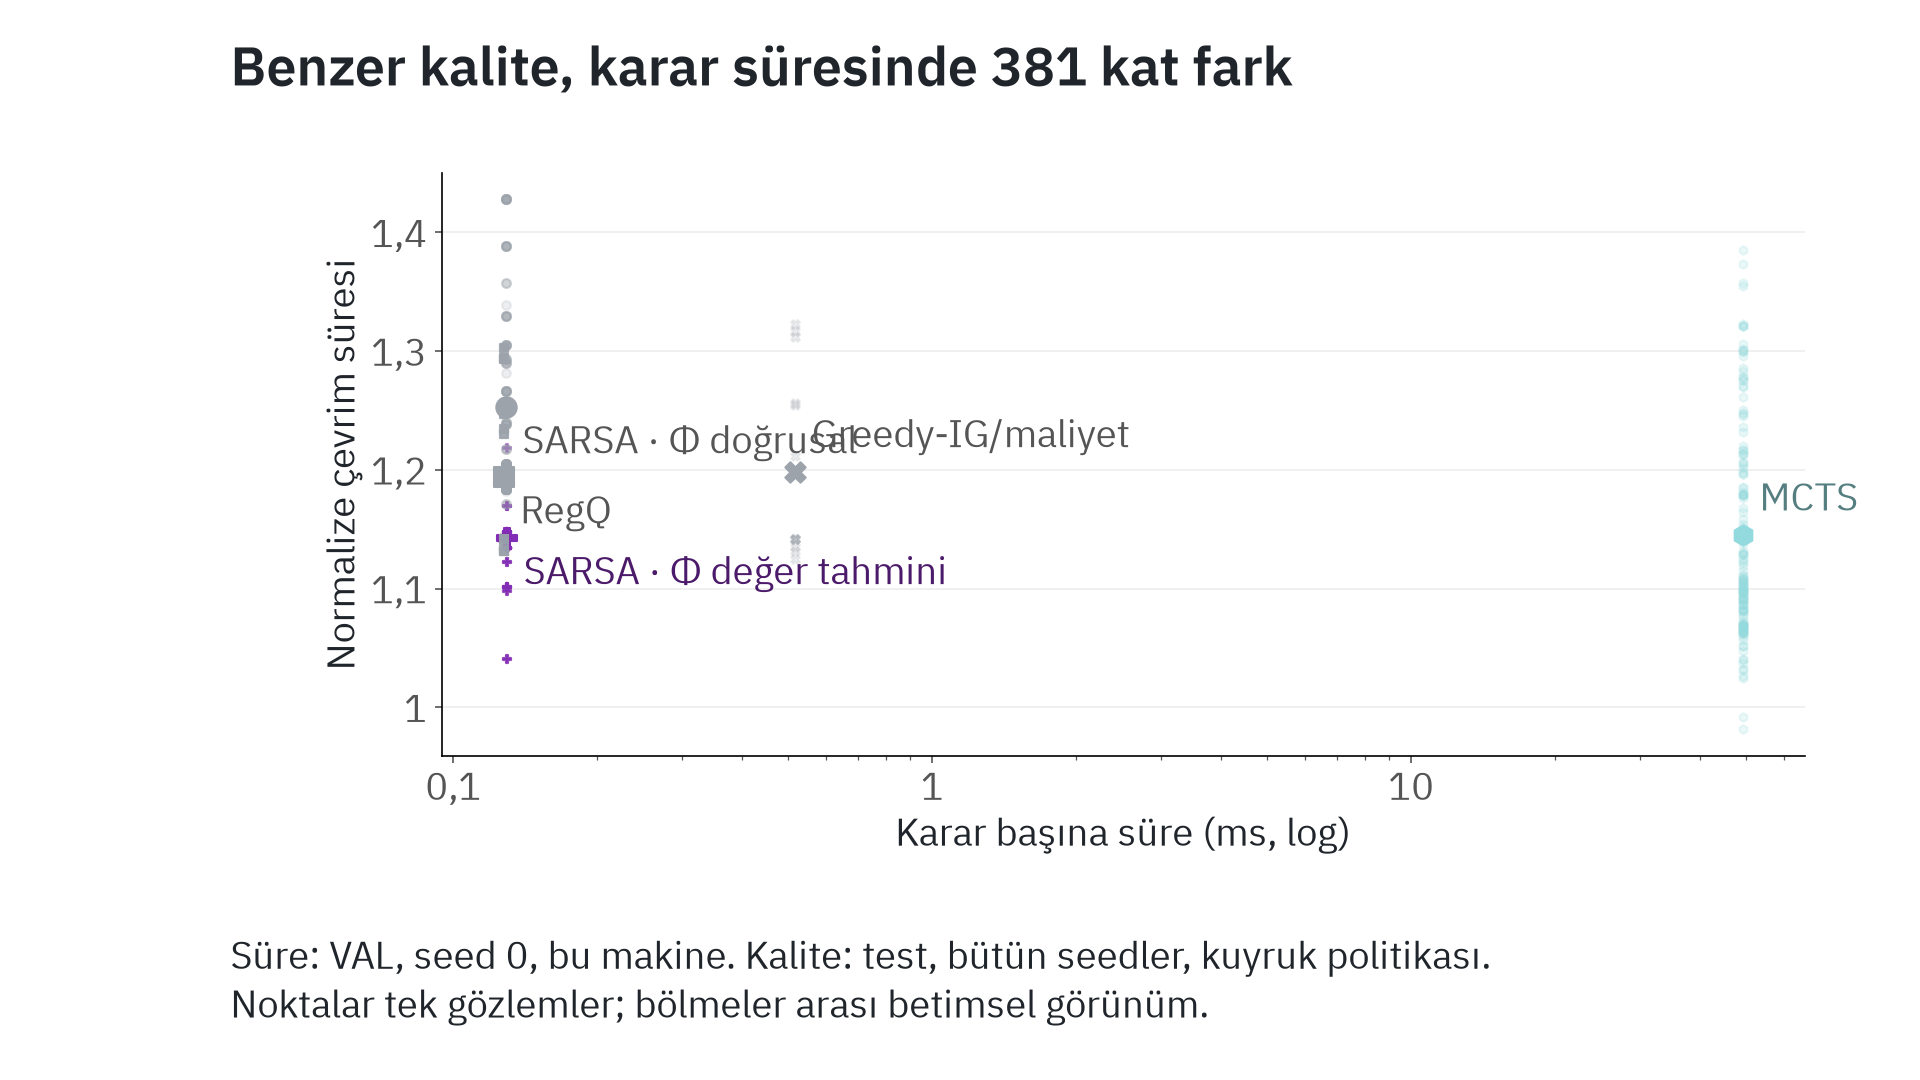 Benzer kalite, karar süresinde 381 kat fark
Normalize çevrim süresi
1,4
1,3
1,2
1,1
1
SARSA · Φ doğrusal
Greedy-IG/maliyet
RegQ
MCTS
SARSA · Φ değer tahmini
0,1
1
10
Karar başına süre (ms, log)
Süre: VAL, seed 0, bu makine. Kalite: test, bütün seedler, kuyruk politikası.
Noktalar tek gözlemler; bölmeler arası betimsel görünüm.